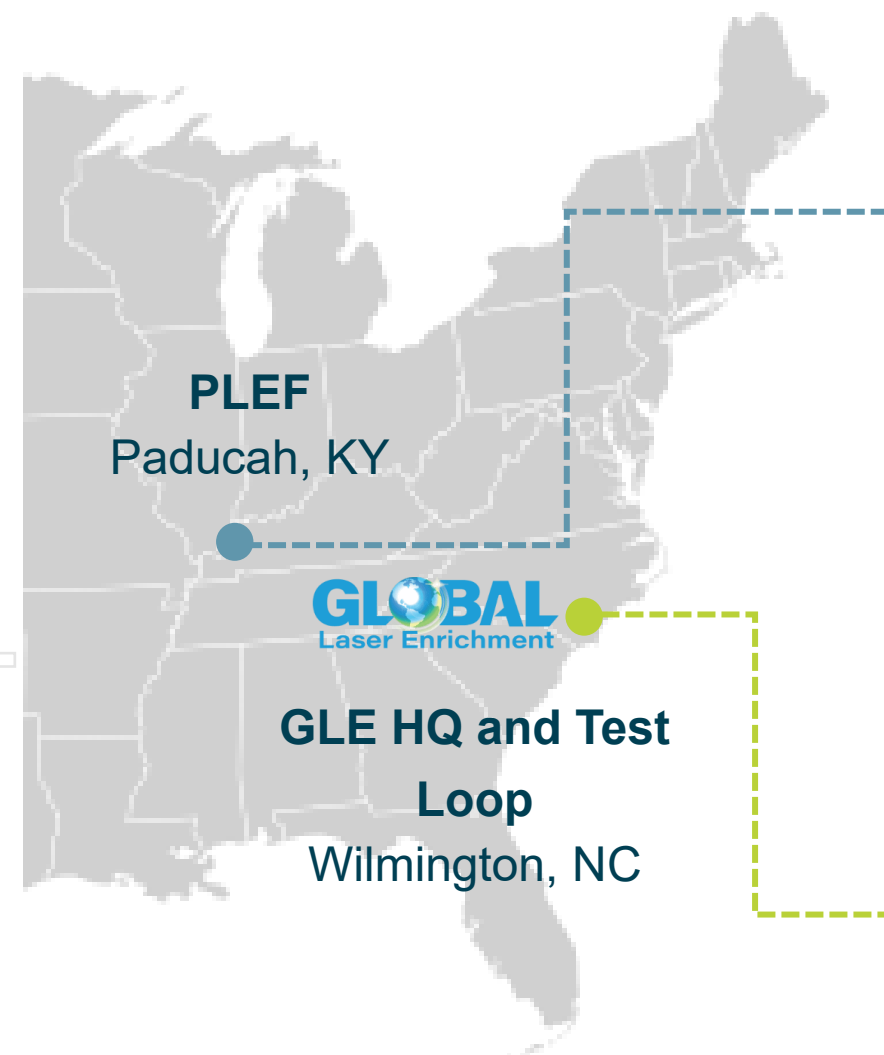 PLEF
Paducah, KY
GLOBAL
Laser Enrichment
GLE HQ and Test
Loop
Wilmington, NC